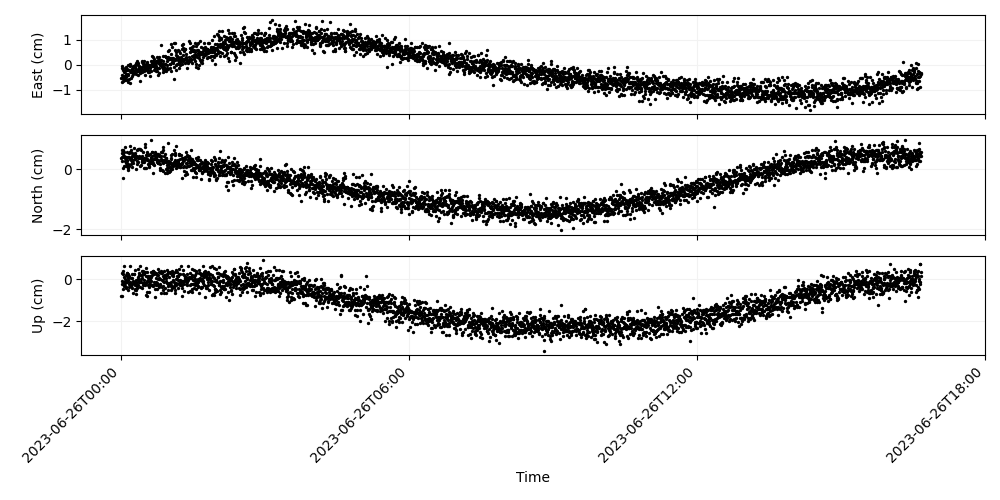 East (cm)
1
0
−1
North (cm)
0
−2
Up (cm)
0
−2
2023-06-26T00:00
2023-06-26T06:00
2023-06-26T12:00
2023-06-26T18:00
Time